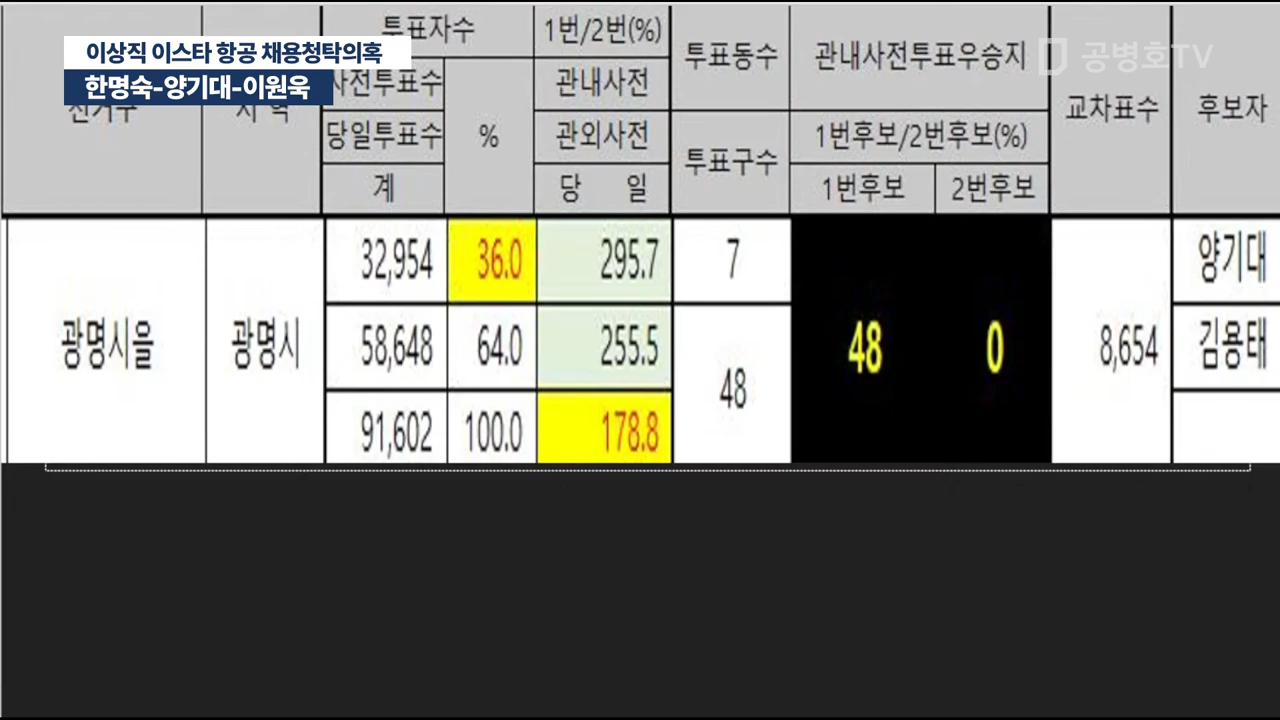 이상직 이스타 항공 채용청탁의혹
한명숙-양기대-이원욱
공병호TV
선거구
지 역
투표자수
사전투표수
당일투표수
계
%
1번/2번(%)
관내사전
관외사전
당 일
투표동수
투표구수
관내사전투표우승지
1번후보/2번후보(%)
1번후보
2번후보
교차표수
후보자
광명시을
광명시
32,954 36.0 295.7 7
58,648 64.0 255.5
91,602 100.0 178.8
48
48 0
8,654
양기대
김용태